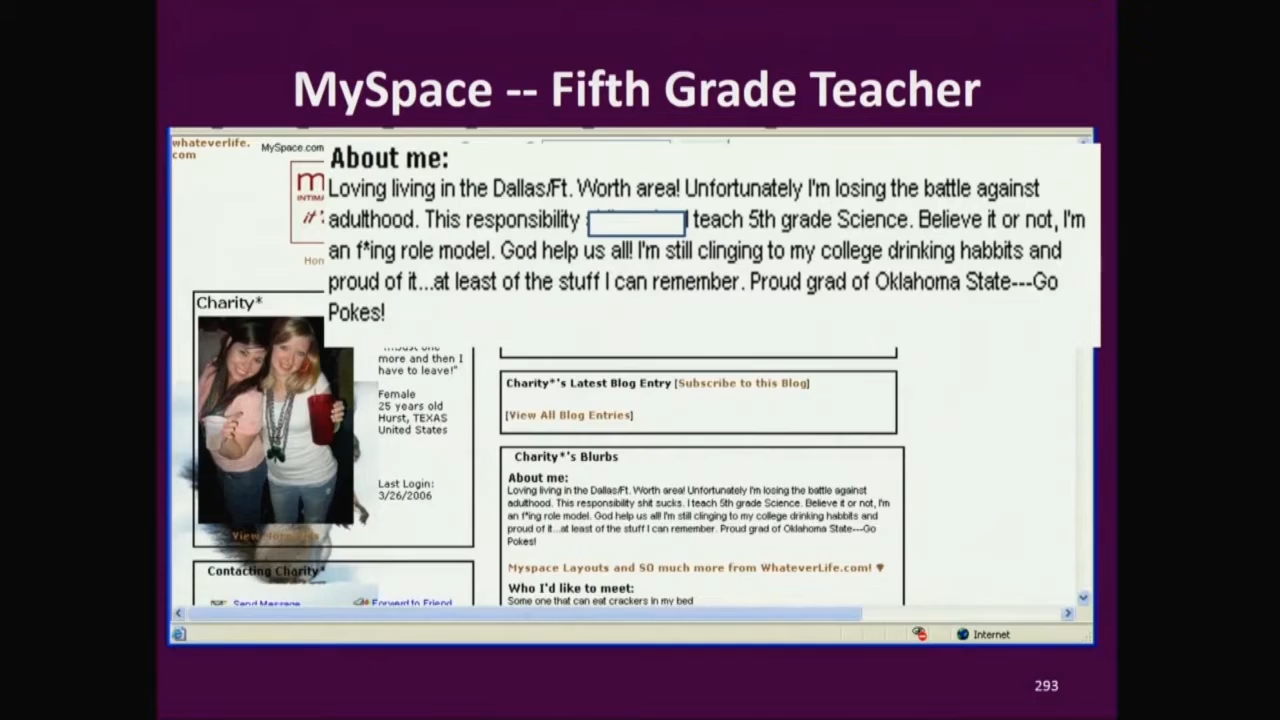 MySpace -- Fifth Grade Teacher
whateverlife.
com
MySpace.com
About me:
Loving living in the Dallas/Ft. Worth area! Unfortunately I'm losing the battle against
adulthood. This responsibility I teach 5th grade Science. Believe it or not, I'm
an f*ing role model. God help us all! I'm still clinging to my college drinking habbits and
proud of it...at least of the stuff I can remember. Proud grad of Oklahoma State---Go
Pokes!
m
INTIMA
it's
Hom
Charity*
more and then I
have to leave!"
Female
25 years old
Hurst, TEXAS
United States
Last Login:
3/26/2006
Contacting Charity*
Send Message
Forward to Friend
Charity*'s Latest Blog Entry [Subscribe to this Blog]
[View All Blog Entries]
Charity*'s Blurbs
About me:
Loving living in the Dallas/Ft. Worth area! Unfortunately I'm losing the battle against
adulthood. This responsibility shit sucks. I teach 5th grade Science. Believe it or not, I'm
an f*ing role model. God help us all! I'm still clinging to my college drinking habbits and
proud of it...at least of the stuff I can remember. Proud grad of Oklahoma State---Go
Pokes!
Myspace Layouts and SO much more from WhateverLife.com!
Who I'd like to meet:
Some one that can eat crackers in my bed
Internet
293